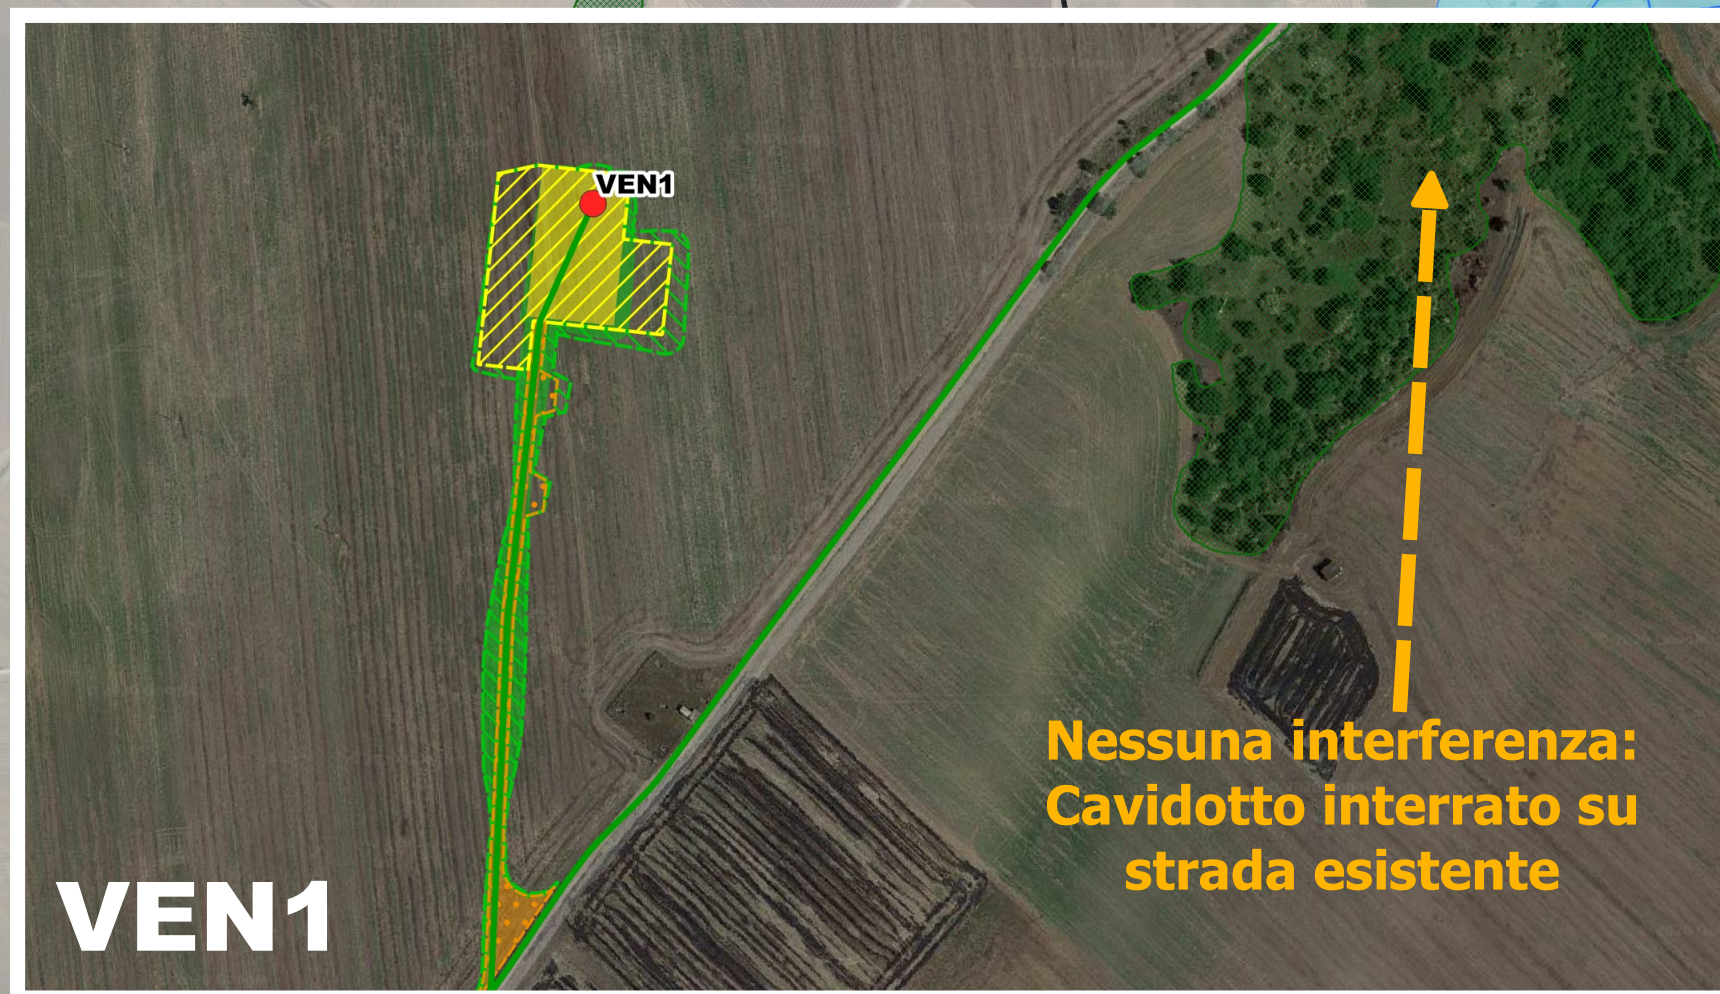 VEN1
Nessuna interferenza:
Cavidotto interrato su
strada esistente
VEN1